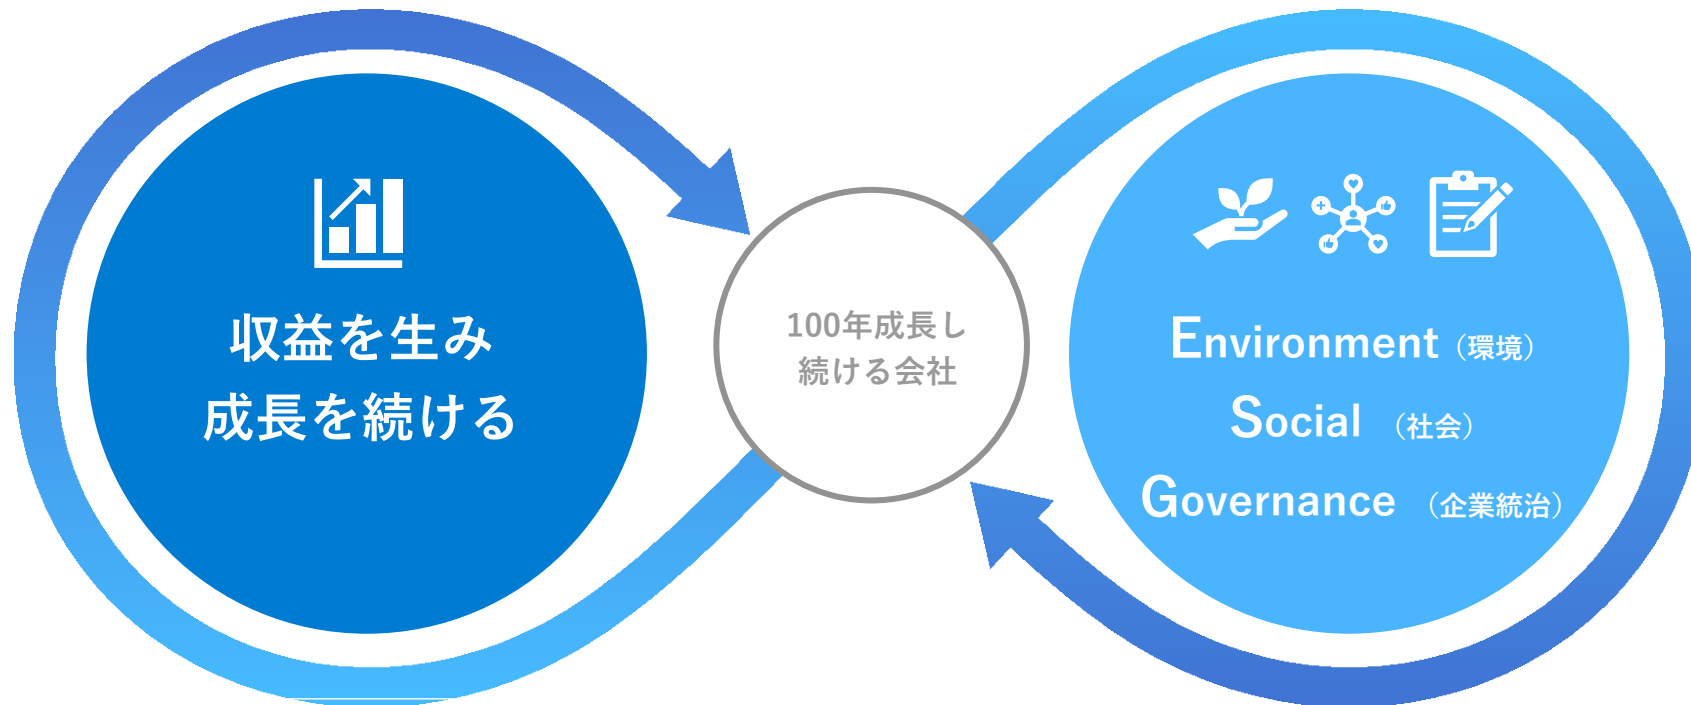 収益を生み
成長を続ける
100年成長し
続ける会社
Environment（環境）
Social （社会）
Governance （企業統治）